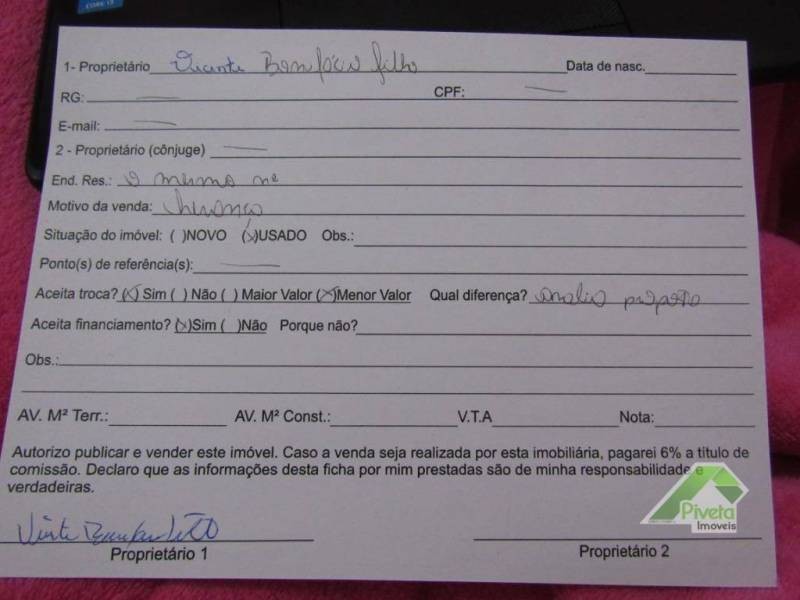 CORE i3
1- Proprietário Vicente Bonifácio filho Data de nasc.
RG: — CPF: —
E-mail: —
2 - Proprietário (cônjuge) —
End. Res.: O mesmo
Motivo da venda: herança
Situação do imóvel: ( )NOVO (X)USADO Obs.:
Ponto(s) de referência(s): —
Aceita troca? (X) Sim ( ) Não ( ) Maior Valor (X)Menor Valor Qual diferença?
Aceita financiamento? (X)Sim ( )Não Porque não?
Obs.:
AV. M² Terr.: AV. M² Const.: V.T.A Nota:
Autorizo publicar e vender este imóvel. Caso a venda seja realizada por esta imobiliária, pagarei 6% a título de
comissão. Declaro que as informações desta ficha por mim prestadas são de minha responsabilidade e
verdadeiras.
Proprietário 1 Proprietário 2
Piveta
Imoveis